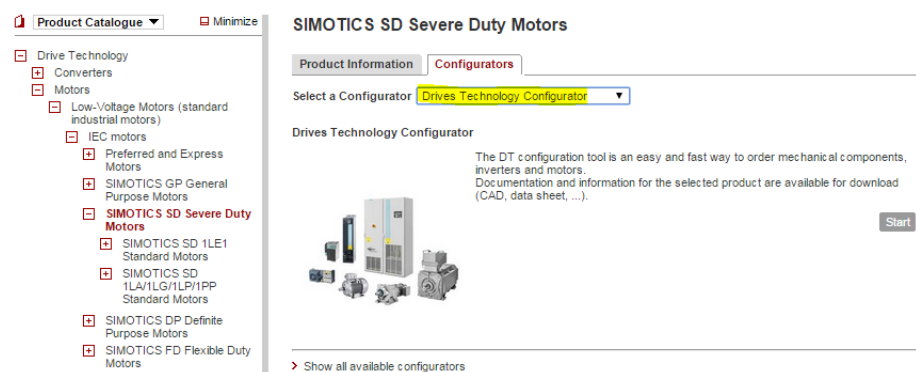 Product Catalogue
Minimize
Drive Technology
Converters
Motors
Low-Voltage Motors (standard
industrial motors)
IEC motors
Preferred and Express
Motors
SIMOTICS GP General
Purpose Motors
SIMOTICS SD Severe Duty
Motors
SIMOTICS SD 1LE1
Standard Motors
SIMOTICS SD
1LA/1LG/1LP/1PP
Standard Motors
SIMOTICS DP Definite
Purpose Motors
SIMOTICS FD Flexible Duty
Motors
SIMOTICS SD Severe Duty Motors
Product Information
Configurators
Select a Configurator Drives Technology Configurator
Drives Technology Configurator
The DT configuration tool is an easy and fast way to order mechanical components,
inverters and motors.
Documentation and information for the selected product are available for download
(CAD, data sheet, ...).
Start
Show all available configurators